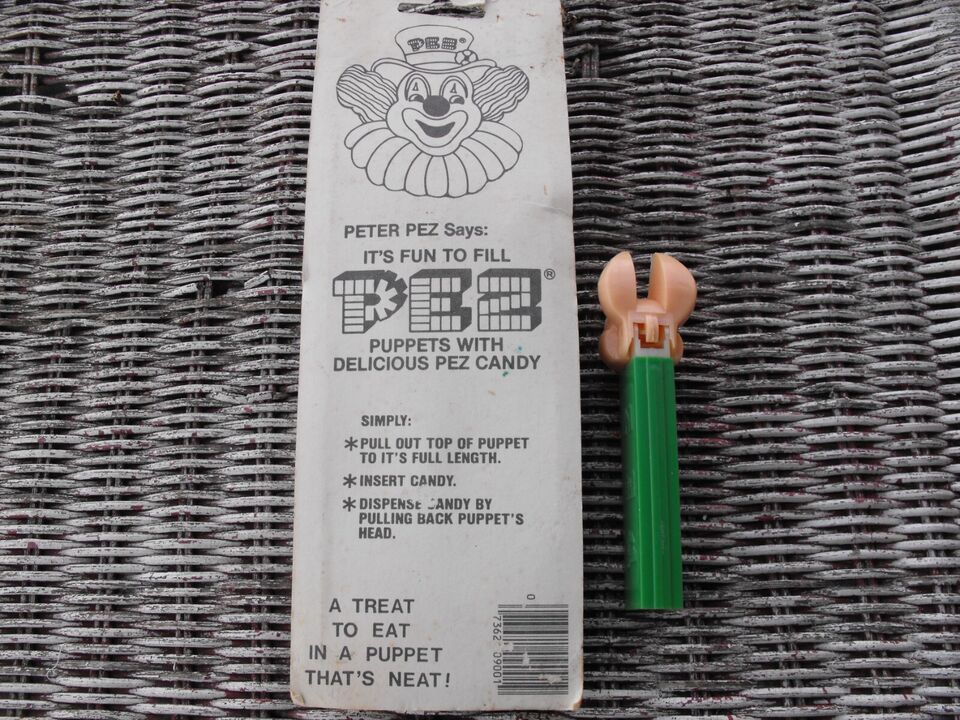 PEZ®
PETER PEZ Says:
IT'S FUN TO FILL
PEZ®
PUPPETS WITH
DELICIOUS PEZ CANDY
SIMPLY:
* PULL OUT TOP OF PUPPET
TO IT'S FULL LENGTH.
* INSERT CANDY.
* DISPENSE CANDY BY
PULLING BACK PUPPET'S
HEAD.
A TREAT
TO EAT
IN A PUPPET
THAT'S NEAT!
0
7362 09001